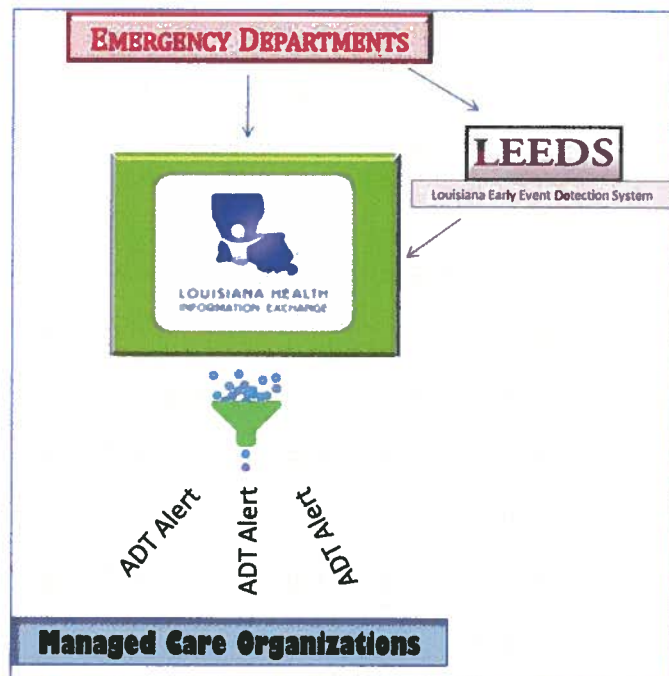 EMERGENCY DEPARTMENTS
LEEDS
Louisiana Early Event Detection System
LOUISIANA HEALTH
INFORMATION EXCHANGE
ADT Alert
ADT Alert
ADT Alert
Managed Care Organizations